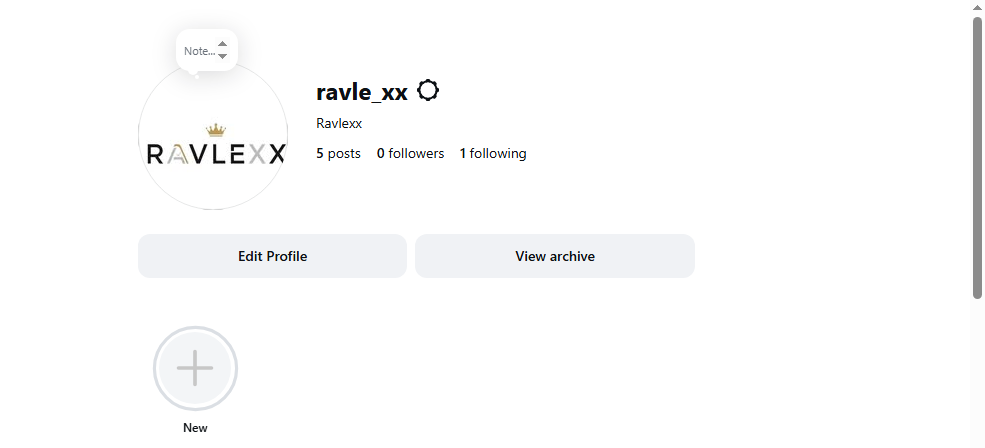 Note...
ravle_xx
Ravlexx
5 posts 0 followers 1 following
RAVLEXX
Edit Profile
View archive
New